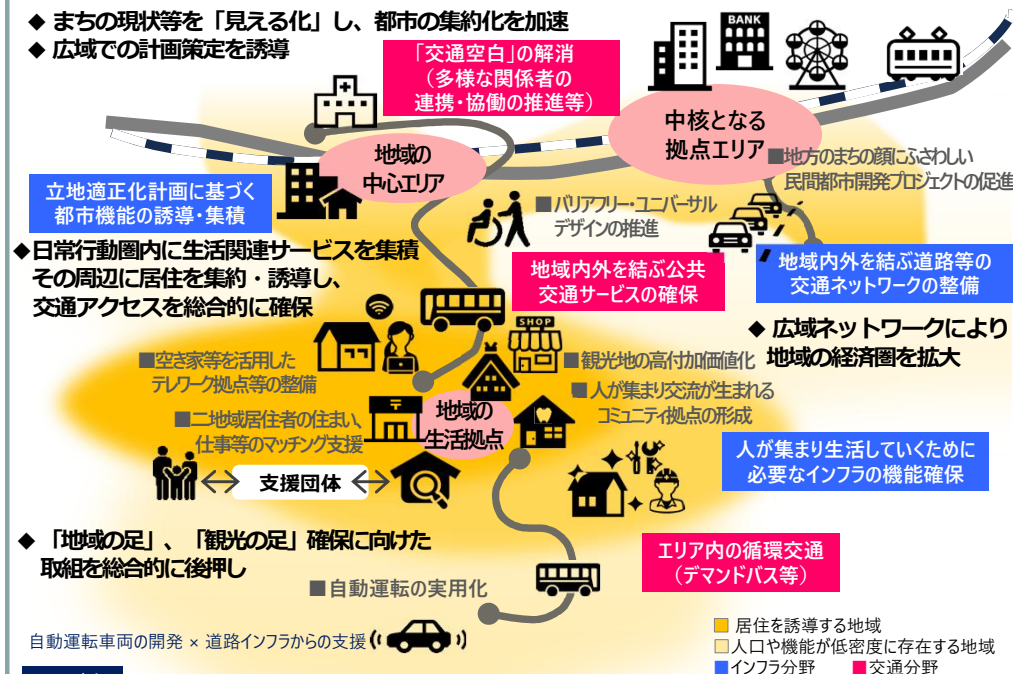 ◆ まちの現状等を「見える化」し、都市の集約化を加速
◆ 広域での計画策定を誘導
「交通空白」の解消
（多様な関係者の
連携・協働の推進等）
BANK
中核となる
拠点エリア
地域の
中心エリア
■地方のまちの顔にふさわしい
民間都市開発プロジェクトの促進
立地適正化計画に基づく
都市機能の誘導・集積
■バリアフリー・ユニバーサル
デザインの推進
◆日常行動圏内に生活関連サービスを集積
その周辺に居住を集約・誘導し、
交通アクセスを総合的に確保
地域内外を結ぶ公共
交通サービスの確保
地域内外を結ぶ道路等の
交通ネットワークの整備
SHOP
◆ 広域ネットワークにより
地域の経済圏を拡大
■空き家等を活用した
テレワーク拠点等の整備
■観光地の高付加価値化
■人が集まり交流が生まれる
コミュニティ拠点の形成
■二地域居住者の住まい、
仕事等のマッチング支援
〒
地域の
生活拠点
人が集まり生活していくために
必要なインフラの機能確保
支援団体
◆ 「地域の足」、「観光の足」確保に向けた
取組を総合的に後押し
エリア内の循環交通
（デマンドバス等）
■自動運転の実用化
自動運転車両の開発 × 道路インフラからの支援
居住を誘導する地域
人口や機能が低密度に存在する地域
インフラ分野 交通分野